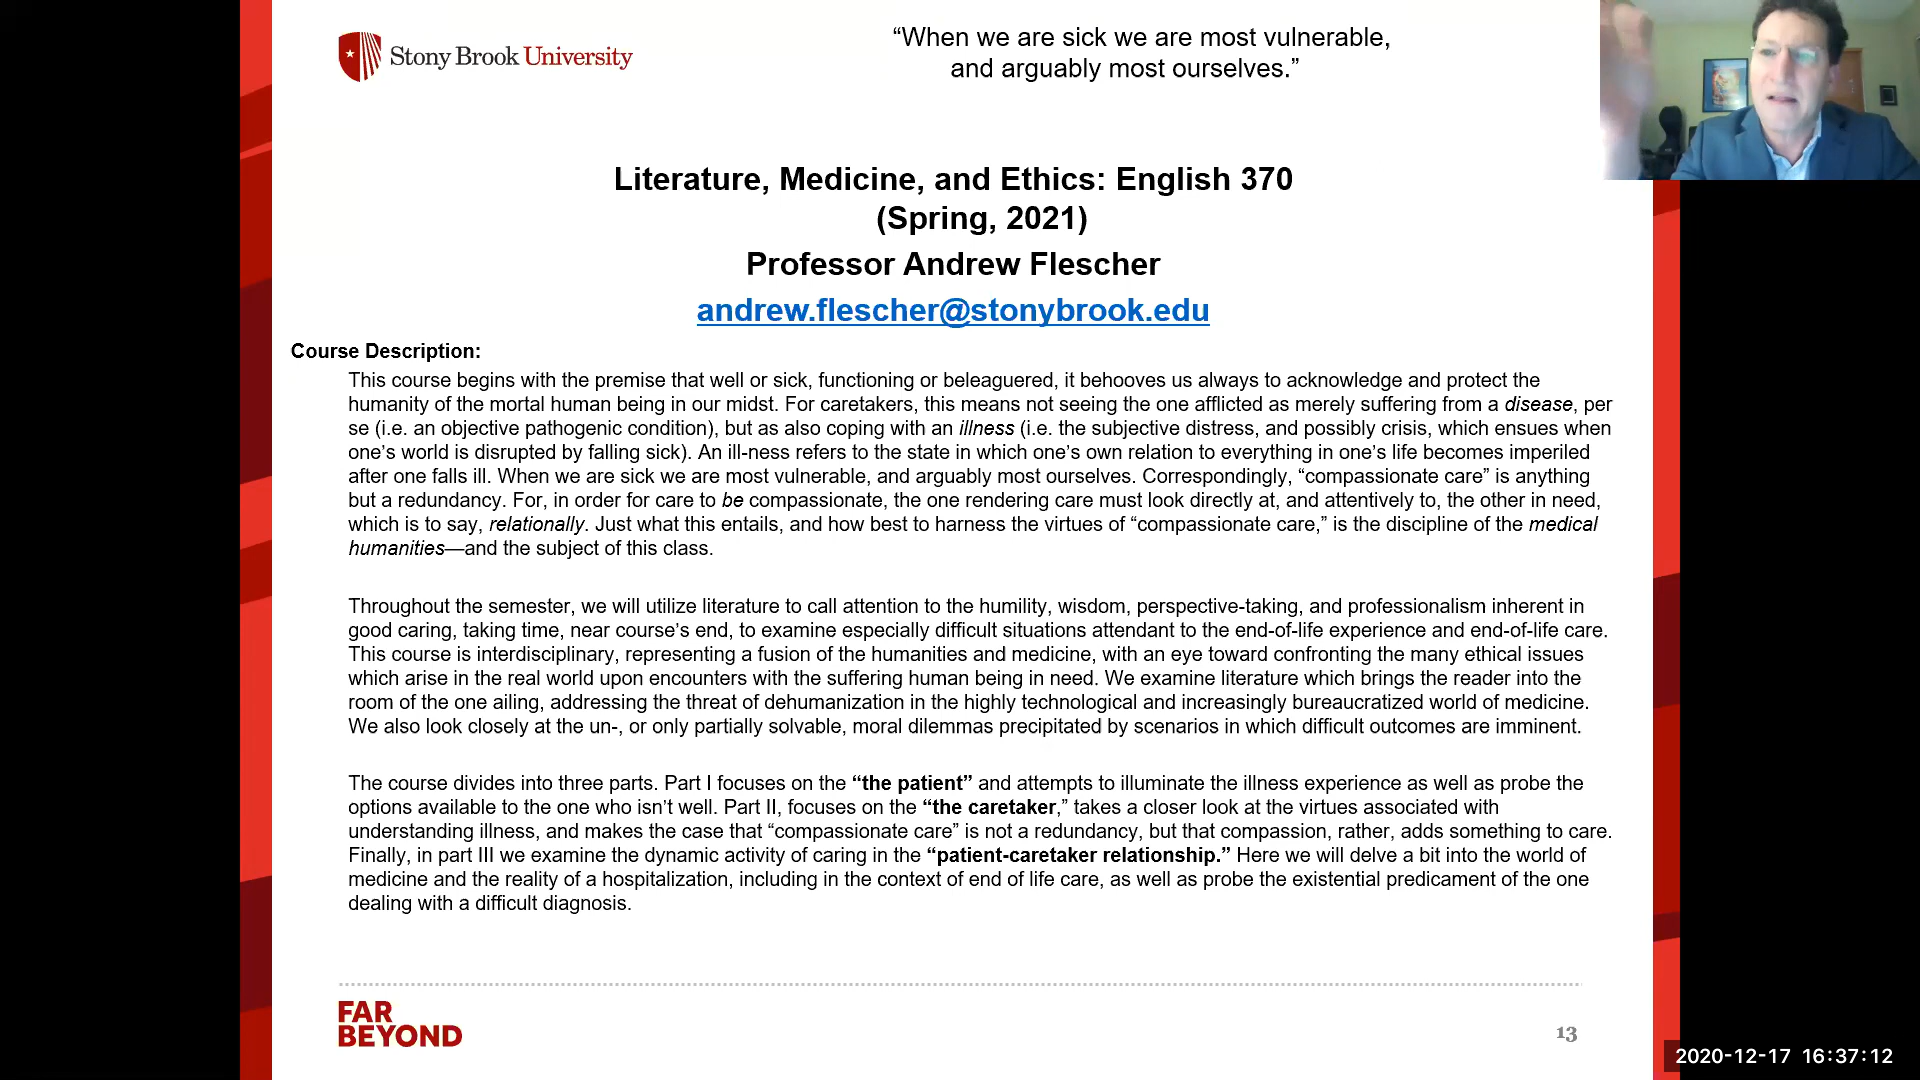 Stony Brook University
“When we are sick we are most vulnerable,
and arguably most ourselves.”
Literature, Medicine, and Ethics: English 370
(Spring, 2021)
Professor Andrew Flescher
andrew.flescher@stonybrook.edu
Course Description:
This course begins with the premise that well or sick, functioning or beleaguered, it behooves us always to acknowledge and protect the
humanity of the mortal human being in our midst. For caretakers, this means not seeing the one afflicted as merely suffering from a disease, per
se (i.e. an objective pathogenic condition), but as also coping with an illness (i.e. the subjective distress, and possibly crisis, which ensues when
one’s world is disrupted by falling sick). An ill-ness refers to the state in which one’s own relation to everything in one’s life becomes imperiled
after one falls ill. When we are sick we are most vulnerable, and arguably most ourselves. Correspondingly, “compassionate care” is anything
but a redundancy. For, in order for care to be compassionate, the one rendering care must look directly at, and attentively to, the other in need,
which is to say, relationally. Just what this entails, and how best to harness the virtues of “compassionate care,” is the discipline of the medical
humanities—and the subject of this class.
Throughout the semester, we will utilize literature to call attention to the humility, wisdom, perspective-taking, and professionalism inherent in
good caring, taking time, near course’s end, to examine especially difficult situations attendant to the end-of-life experience and end-of-life care.
This course is interdisciplinary, representing a fusion of the humanities and medicine, with an eye toward confronting the many ethical issues
which arise in the real world upon encounters with the suffering human being in need. We examine literature which brings the reader into the
room of the one ailing, addressing the threat of dehumanization in the highly technological and increasingly bureaucratized world of medicine.
We also look closely at the un-, or only partially solvable, moral dilemmas precipitated by scenarios in which difficult outcomes are imminent.
The course divides into three parts. Part I focuses on the “the patient” and attempts to illuminate the illness experience as well as probe the
options available to the one who isn’t well. Part II, focuses on the “the caretaker,” takes a closer look at the virtues associated with
understanding illness, and makes the case that “compassionate care” is not a redundancy, but that compassion, rather, adds something to care.
Finally, in part III we examine the dynamic activity of caring in the “patient-caretaker relationship.” Here we will delve a bit into the world of
medicine and the reality of a hospitalization, including in the context of end of life care, as well as probe the existential predicament of the one
dealing with a difficult diagnosis.
FAR
BEYOND
13
2020-12-17 16:37:12